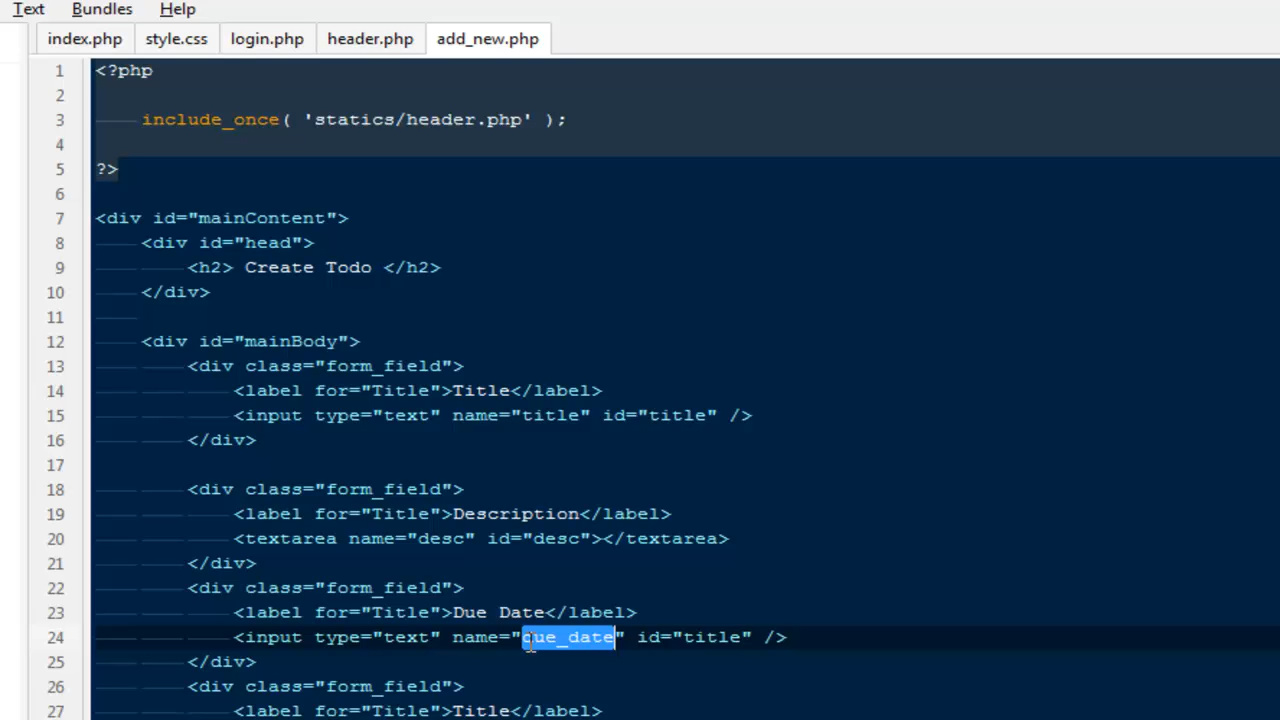 Text Bundles Help
index.php style.css login.php header.php add_new.php
1 <?php
2
3 include_once( 'statics/header.php' );
4
5 ?>
6
7 <div id="mainContent">
8 <div id="head">
9 <h2> Create Todo </h2>
10 </div>
11
12 <div id="mainBody">
13 <div class="form_field">
14 <label for="Title">Title</label>
15 <input type="text" name="title" id="title" />
16 </div>
17
18 <div class="form_field">
19 <label for="Title">Description</label>
20 <textarea name="desc" id="desc"></textarea>
21 </div>
22 <div class="form_field">
23 <label for="Title">Due Date</label>
24 <input type="text" name="due_date" id="title" />
25 </div>
26 <div class="form_field">
27 <label for="Title">Title</label>